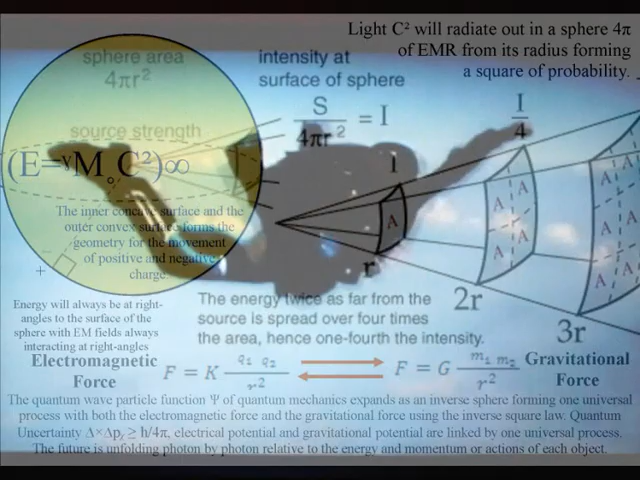 Light C² will radiate out in a sphere 4π
of EMR from its radius forming
a square of probability.
sphere area
4πr²
intensity at
surface of sphere
S
4πr² = I
I
4
source strength
(E=ᵞM˳C²)∞
I
The inner concave surface and the
outer convex surface forms the
geometry for the movement
of positive and negative
charge.
+
A
A A
A A
A A
A
A
r
2r
3r
Energy will always be at right-
angles to the surface of the
sphere with EM fields always
interacting at right-angles
The energy twice as far from the
source is spread over four times
the area, hence one-fourth the intensity.
Electromagnetic
Force
F = K q₁ q₂
r²
F = G m₁ m₂
r²
Gravitational
Force
The quantum wave particle function Ψ of quantum mechanics expands as an inverse sphere forming one universal
process with both the electromagnetic force and the gravitational force using the inverse square law. Quantum
Uncertainty Δ×Δpₓ ≥ h/4π, electrical potential and gravitational potential are linked by one universal process.
The future is unfolding photon by photon relative to the energy and momentum or actions of each object.